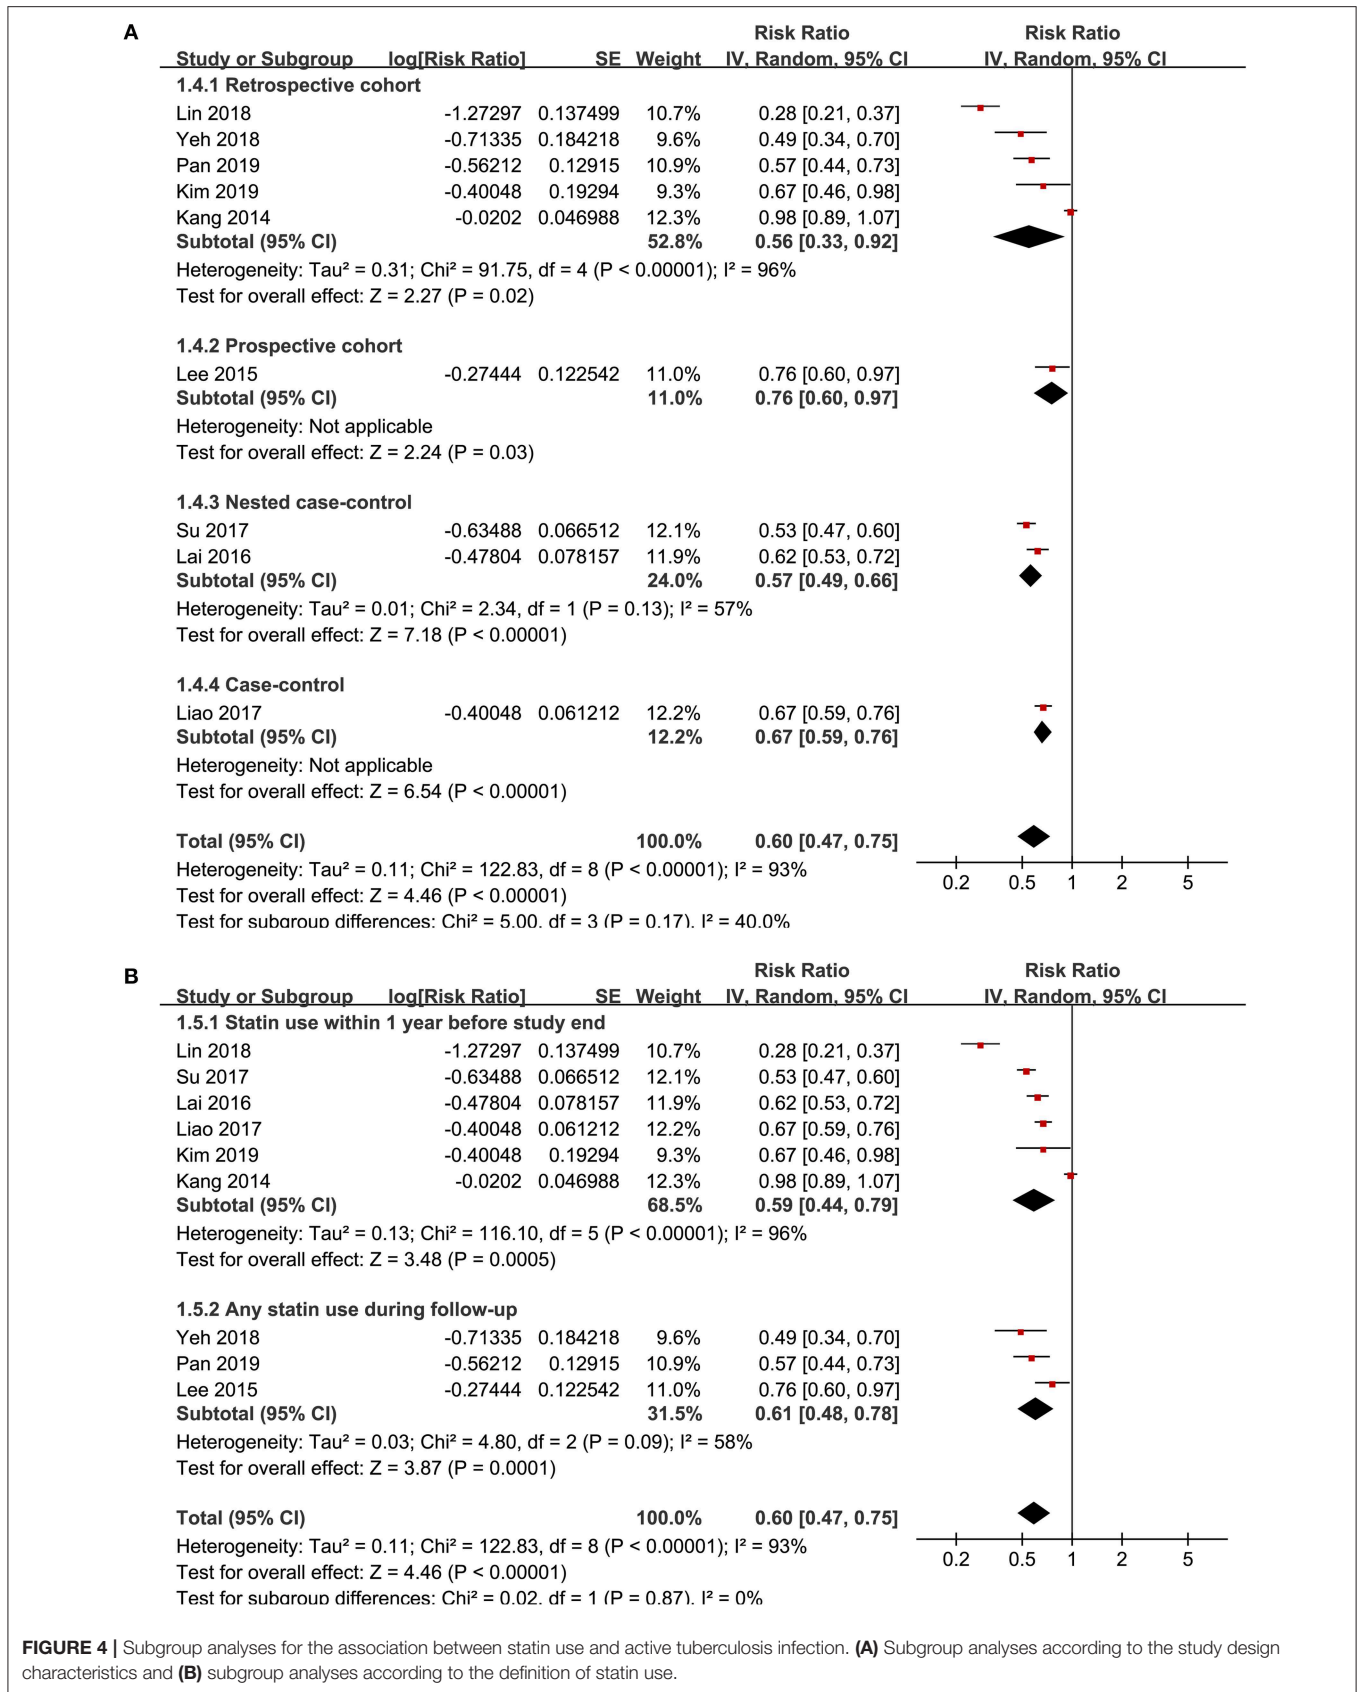 A
Risk Ratio Risk Ratio
Study or Subgroup log[Risk Ratio] SE Weight IV, Random, 95% CI IV, Random, 95% CI
1.4.1 Retrospective cohort
Lin 2018 -1.27297 0.137499 10.7% 0.28 [0.21, 0.37]
Yeh 2018 -0.71335 0.184218 9.6% 0.49 [0.34, 0.70]
Pan 2019 -0.56212 0.12915 10.9% 0.57 [0.44, 0.73]
Kim 2019 -0.40048 0.19294 9.3% 0.67 [0.46, 0.98]
Kang 2014 -0.0202 0.046988 12.3% 0.98 [0.89, 1.07]
Subtotal (95% CI) 52.8% 0.56 [0.33, 0.92]
Heterogeneity: Tau² = 0.31; Chi² = 91.75, df = 4 (P < 0.00001); I² = 96%
Test for overall effect: Z = 2.27 (P = 0.02)
1.4.2 Prospective cohort
Lee 2015 -0.27444 0.122542 11.0% 0.76 [0.60, 0.97]
Subtotal (95% CI) 11.0% 0.76 [0.60, 0.97]
Heterogeneity: Not applicable
Test for overall effect: Z = 2.24 (P = 0.03)
1.4.3 Nested case-control
Su 2017 -0.63488 0.066512 12.1% 0.53 [0.47, 0.60]
Lai 2016 -0.47804 0.078157 11.9% 0.62 [0.53, 0.72]
Subtotal (95% CI) 24.0% 0.57 [0.49, 0.66]
Heterogeneity: Tau² = 0.01; Chi² = 2.34, df = 1 (P = 0.13); I² = 57%
Test for overall effect: Z = 7.18 (P < 0.00001)
1.4.4 Case-control
Liao 2017 -0.40048 0.061212 12.2% 0.67 [0.59, 0.76]
Subtotal (95% CI) 12.2% 0.67 [0.59, 0.76]
Heterogeneity: Not applicable
Test for overall effect: Z = 6.54 (P < 0.00001)
Total (95% CI) 100.0% 0.60 [0.47, 0.75]
Heterogeneity: Tau² = 0.11; Chi² = 122.83, df = 8 (P < 0.00001); I² = 93%
Test for overall effect: Z = 4.46 (P < 0.00001)
Test for subgroup differences: Chi² = 5.00, df = 3 (P = 0.17), I² = 40.0%
0.2 0.5 1 2 5
B
Risk Ratio Risk Ratio
Study or Subgroup log[Risk Ratio] SE Weight IV, Random, 95% CI IV, Random, 95% CI
1.5.1 Statin use within 1 year before study end
Lin 2018 -1.27297 0.137499 10.7% 0.28 [0.21, 0.37]
Su 2017 -0.63488 0.066512 12.1% 0.53 [0.47, 0.60]
Lai 2016 -0.47804 0.078157 11.9% 0.62 [0.53, 0.72]
Liao 2017 -0.40048 0.061212 12.2% 0.67 [0.59, 0.76]
Kim 2019 -0.40048 0.19294 9.3% 0.67 [0.46, 0.98]
Kang 2014 -0.0202 0.046988 12.3% 0.98 [0.89, 1.07]
Subtotal (95% CI) 68.5% 0.59 [0.44, 0.79]
Heterogeneity: Tau² = 0.13; Chi² = 116.10, df = 5 (P < 0.00001); I² = 96%
Test for overall effect: Z = 3.48 (P = 0.0005)
1.5.2 Any statin use during follow-up
Yeh 2018 -0.71335 0.184218 9.6% 0.49 [0.34, 0.70]
Pan 2019 -0.56212 0.12915 10.9% 0.57 [0.44, 0.73]
Lee 2015 -0.27444 0.122542 11.0% 0.76 [0.60, 0.97]
Subtotal (95% CI) 31.5% 0.61 [0.48, 0.78]
Heterogeneity: Tau² = 0.03; Chi² = 4.80, df = 2 (P = 0.09); I² = 58%
Test for overall effect: Z = 3.87 (P = 0.0001)
Total (95% CI) 100.0% 0.60 [0.47, 0.75]
Heterogeneity: Tau² = 0.11; Chi² = 122.83, df = 8 (P < 0.00001); I² = 93%
Test for overall effect: Z = 4.46 (P < 0.00001)
Test for subgroup differences: Chi² = 0.02, df = 1 (P = 0.87), I² = 0%
0.2 0.5 1 2 5
FIGURE 4 | Subgroup analyses for the association between statin use and active tuberculosis infection. (A) Subgroup analyses according to the study design
characteristics and (B) subgroup analyses according to the definition of statin use.